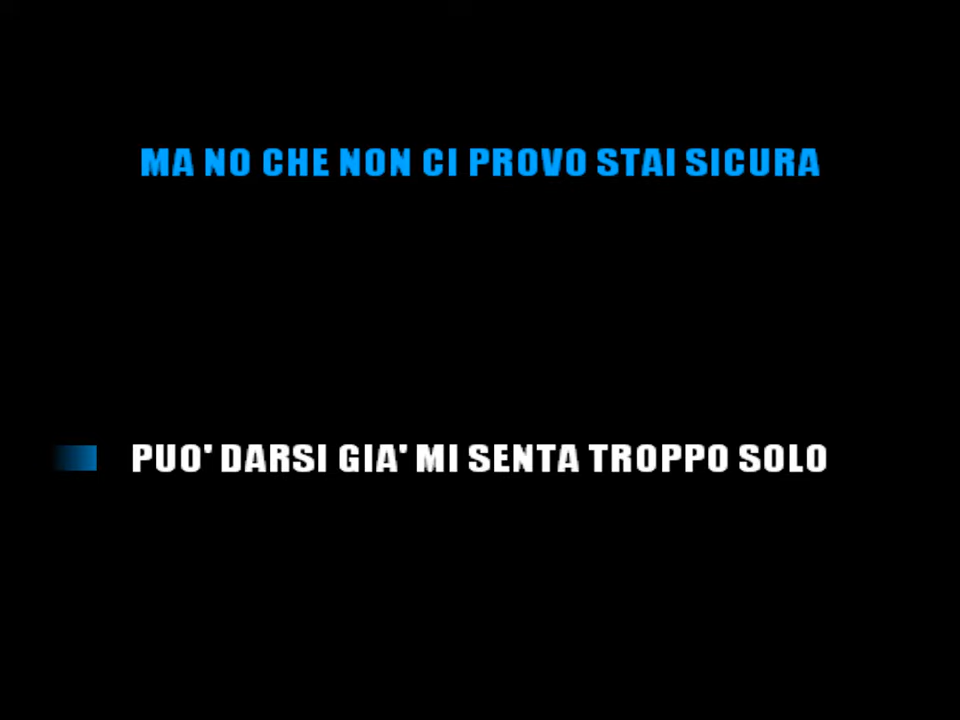 MA NO CHE NON CI PROVO STAI SICURA
PUO' DARSI GIA' MI SENTA TROPPO SOLO